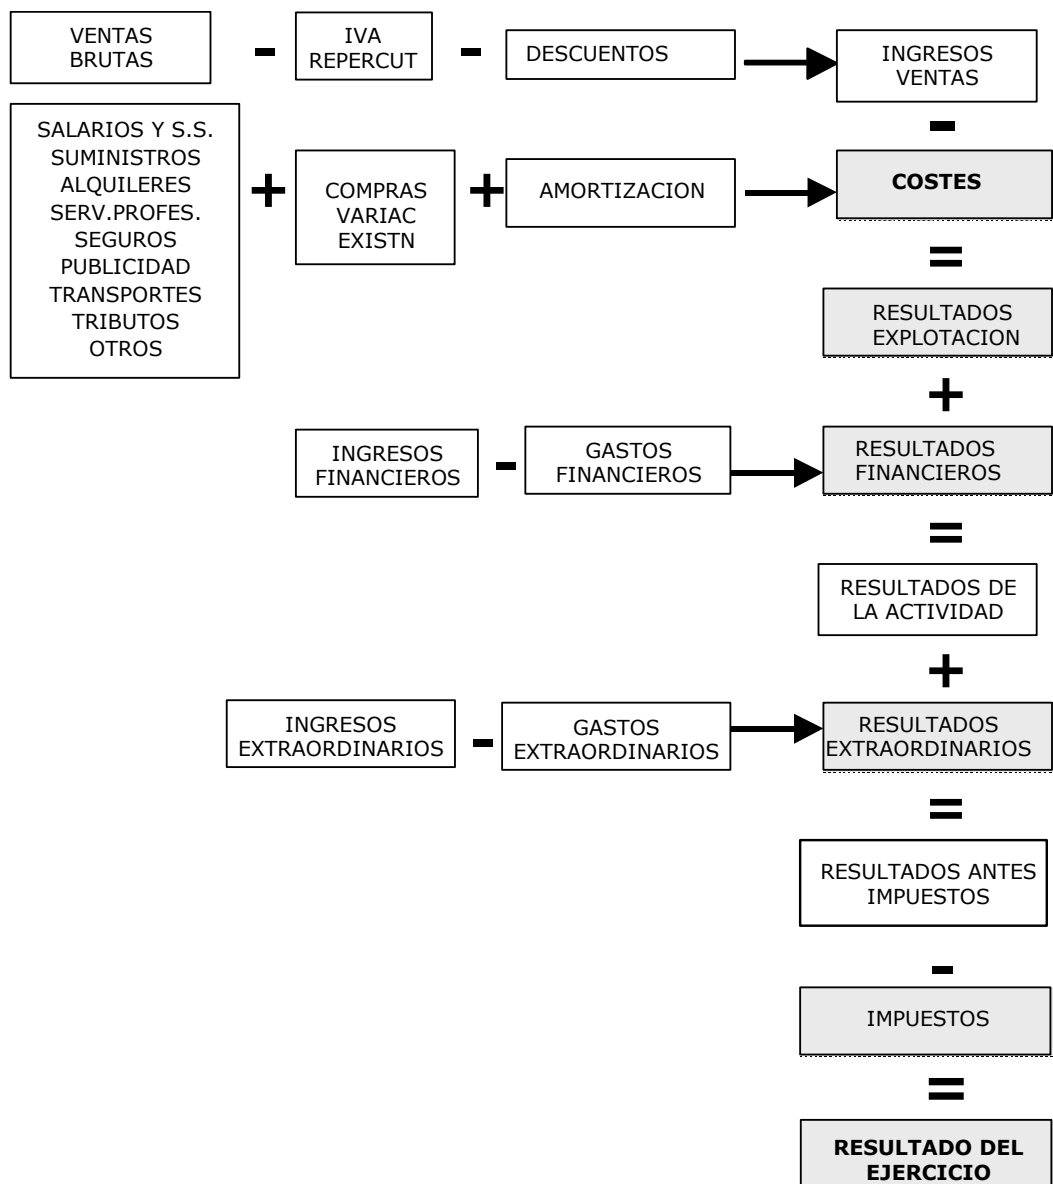 VENTAS
BRUTAS
-
IVA
REPERCUT
-
DESCUENTOS
INGRESOS
VENTAS
-
SALARIOS Y S.S.
SUMINISTROS
ALQUILERES
SERV.PROFES.
SEGUROS
PUBLICIDAD
TRANSPORTES
TRIBUTOS
OTROS
+
COMPRAS
VARIAC
EXISTN
+
AMORTIZACION
COSTES
=
RESULTADOS
EXPLOTACION
+
INGRESOS
FINANCIEROS
-
GASTOS
FINANCIEROS
RESULTADOS
FINANCIEROS
=
RESULTADOS DE
LA ACTIVIDAD
+
INGRESOS
EXTRAORDINARIOS
-
GASTOS
EXTRAORDINARIOS
RESULTADOS
EXTRAORDINARIOS
=
RESULTADOS ANTES
IMPUESTOS
-
IMPUESTOS
=
RESULTADO DEL
EJERCICIO